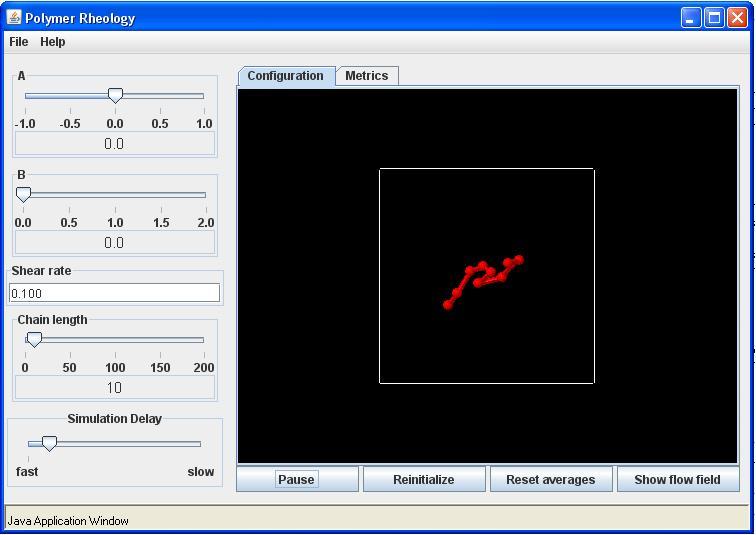 Polymer Rheology
File Help
A
-1.0 -0.5 0.0 0.5 1.0
0.0
B
0.0 0.5 1.0 1.5 2.0
0.0
Shear rate
0.100
Chain length
0 50 100 150 200
10
Simulation Delay
fast slow
Configuration Metrics
Pause Reinitialize Reset averages Show flow field
Java Application Window